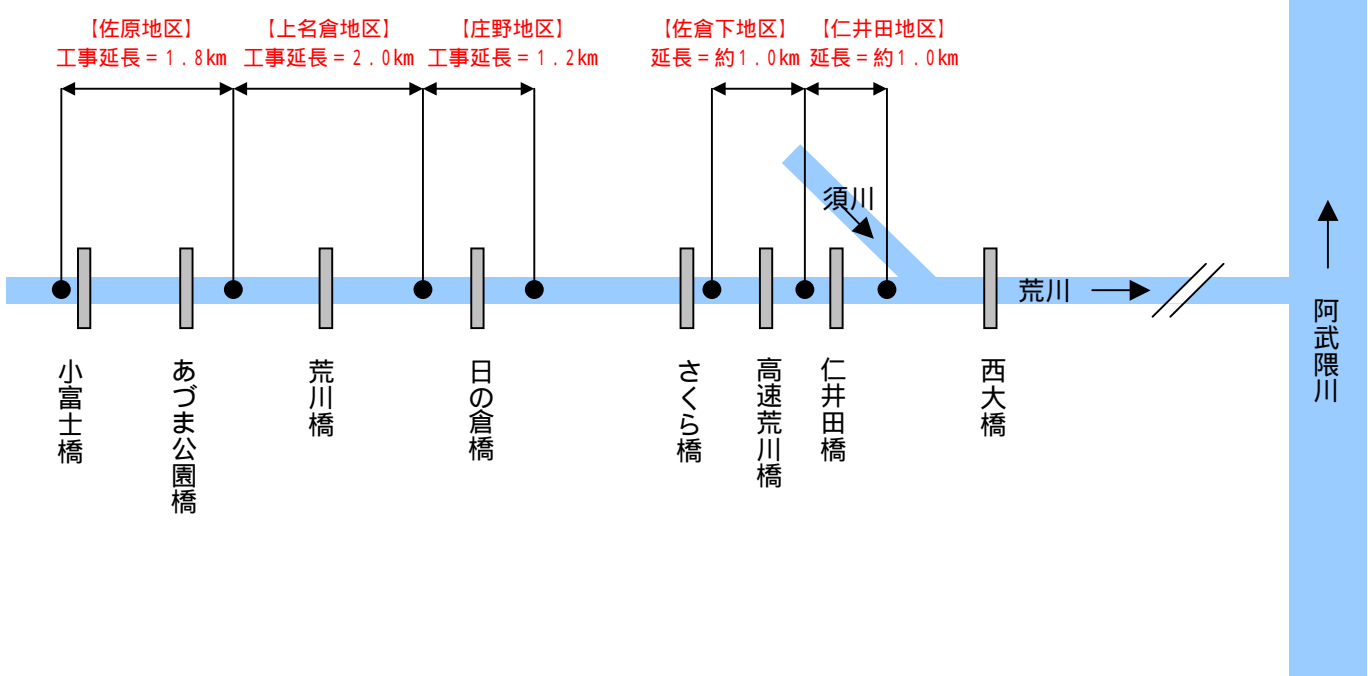 【佐原地区】
工事延長=1.8km
【上名倉地区】
工事延長=2.0km
【庄野地区】
工事延長=1.2km
【佐倉下地区】
延長=約1.0km
【仁井田地区】
延長=約1.0km
須川
荒川
阿武隈川
小富士橋
あづま公園橋
荒川橋
日の倉橋
さくら橋
高速荒川橋
仁井田橋
西大橋